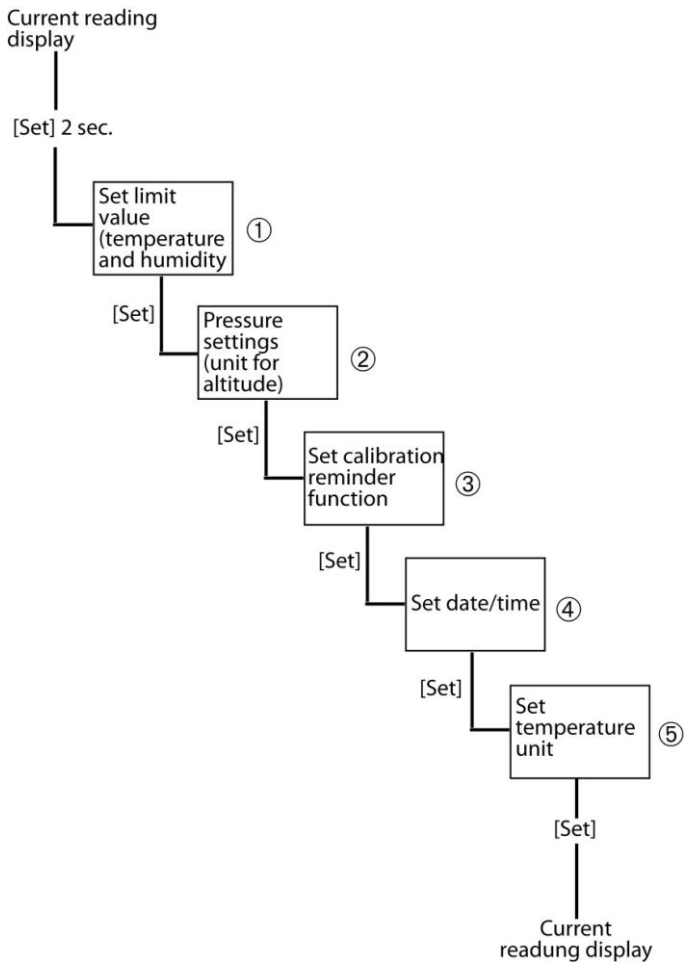 Current reading
display
[Set] 2 sec.
Set limit
value
(temperature
and humidity
①
[Set]
Pressure
settings
(unit for
altitude)
②
[Set]
Set calibration
reminder
function
③
[Set]
Set date/time
④
[Set]
Set
temperature
unit
⑤
[Set]
Current
readung display